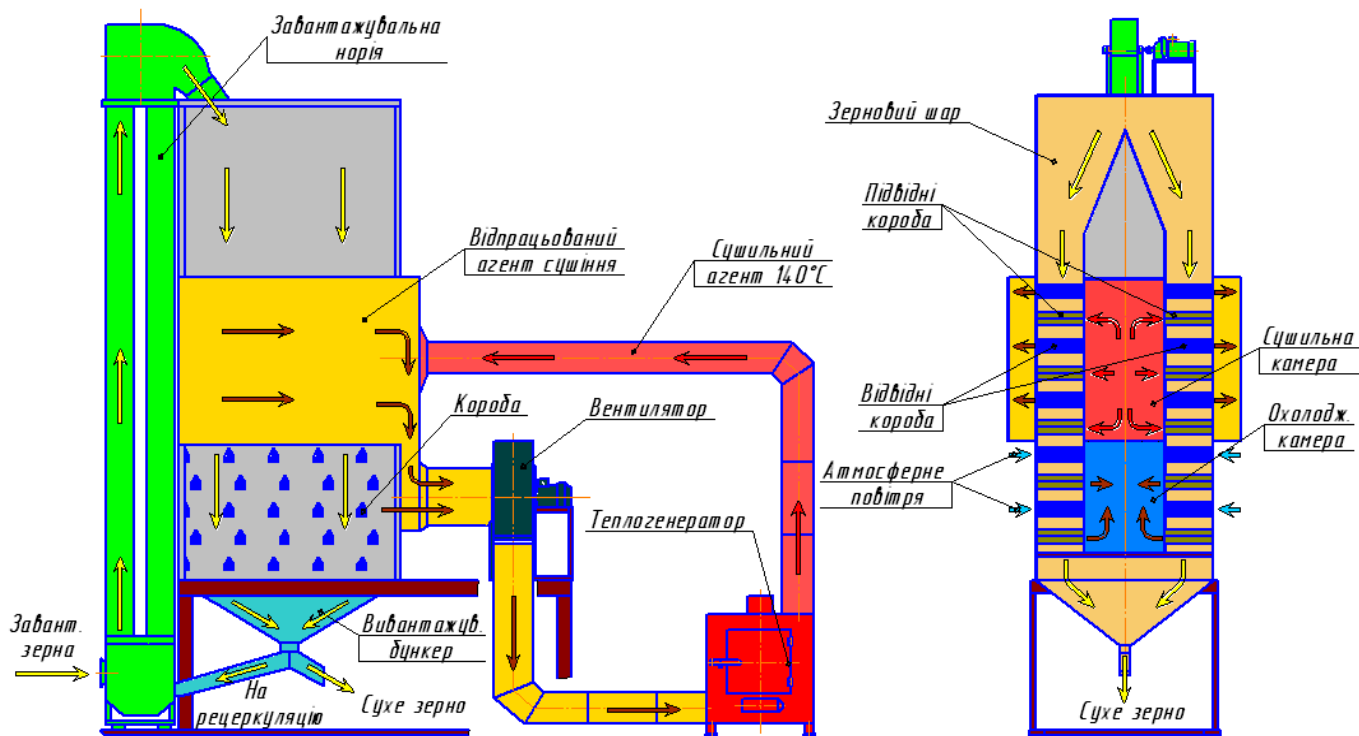 Завантажувальна
норія
Відпрацьований
агент сушіння
Сушильний
агент 140°С
Короба
Вентилятор
Теплогенератор
Завант.
зерна
Вивантажув.
бункер
На
рецеркуляцію
Сухе зерно
Зерновий шар
Підвідні
короба
Відвідні
короба
Атмосферне
повітря
Сушильна
камера
Охолодж.
камера
Сухе зерно